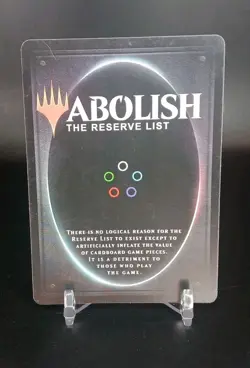 ABOLISH
THE RESERVE LIST
THERE IS NO LOGICAL REASON FOR THE
RESERVE LIST TO EXIST EXCEPT TO
ARTIFICIALLY INFLATE THE VALUE
OF CARDBOARD GAME PIECES.
IT IS A DETRIMENT TO
THOSE WHO PLAY
THE GAME.